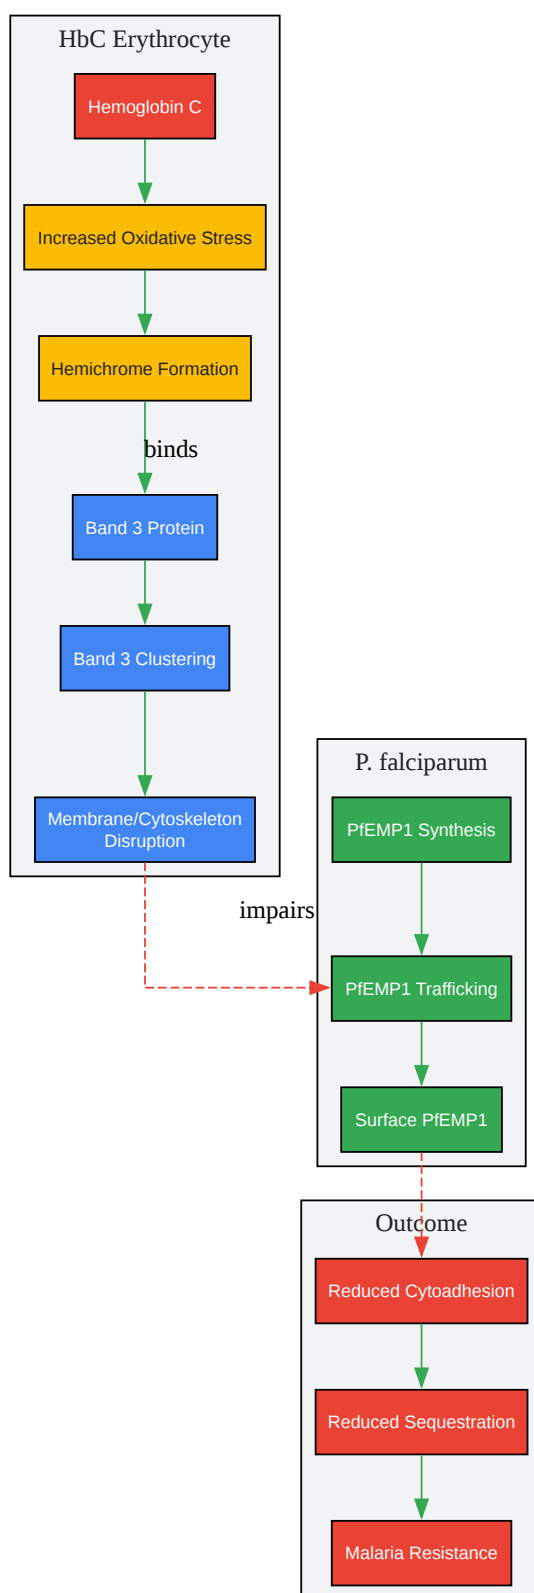 HbC Erythrocyte
Hemoglobin C
Increased Oxidative Stress
Hemichrome Formation
binds
Band 3 Protein
Band 3 Clustering
Membrane/Cytoskeleton
Disruption
P. falciparum
PfEMP1 Synthesis
impairs
PfEMP1 Trafficking
Surface PfEMP1
Outcome
Reduced Cytoadhesion
Reduced Sequestration
Malaria Resistance